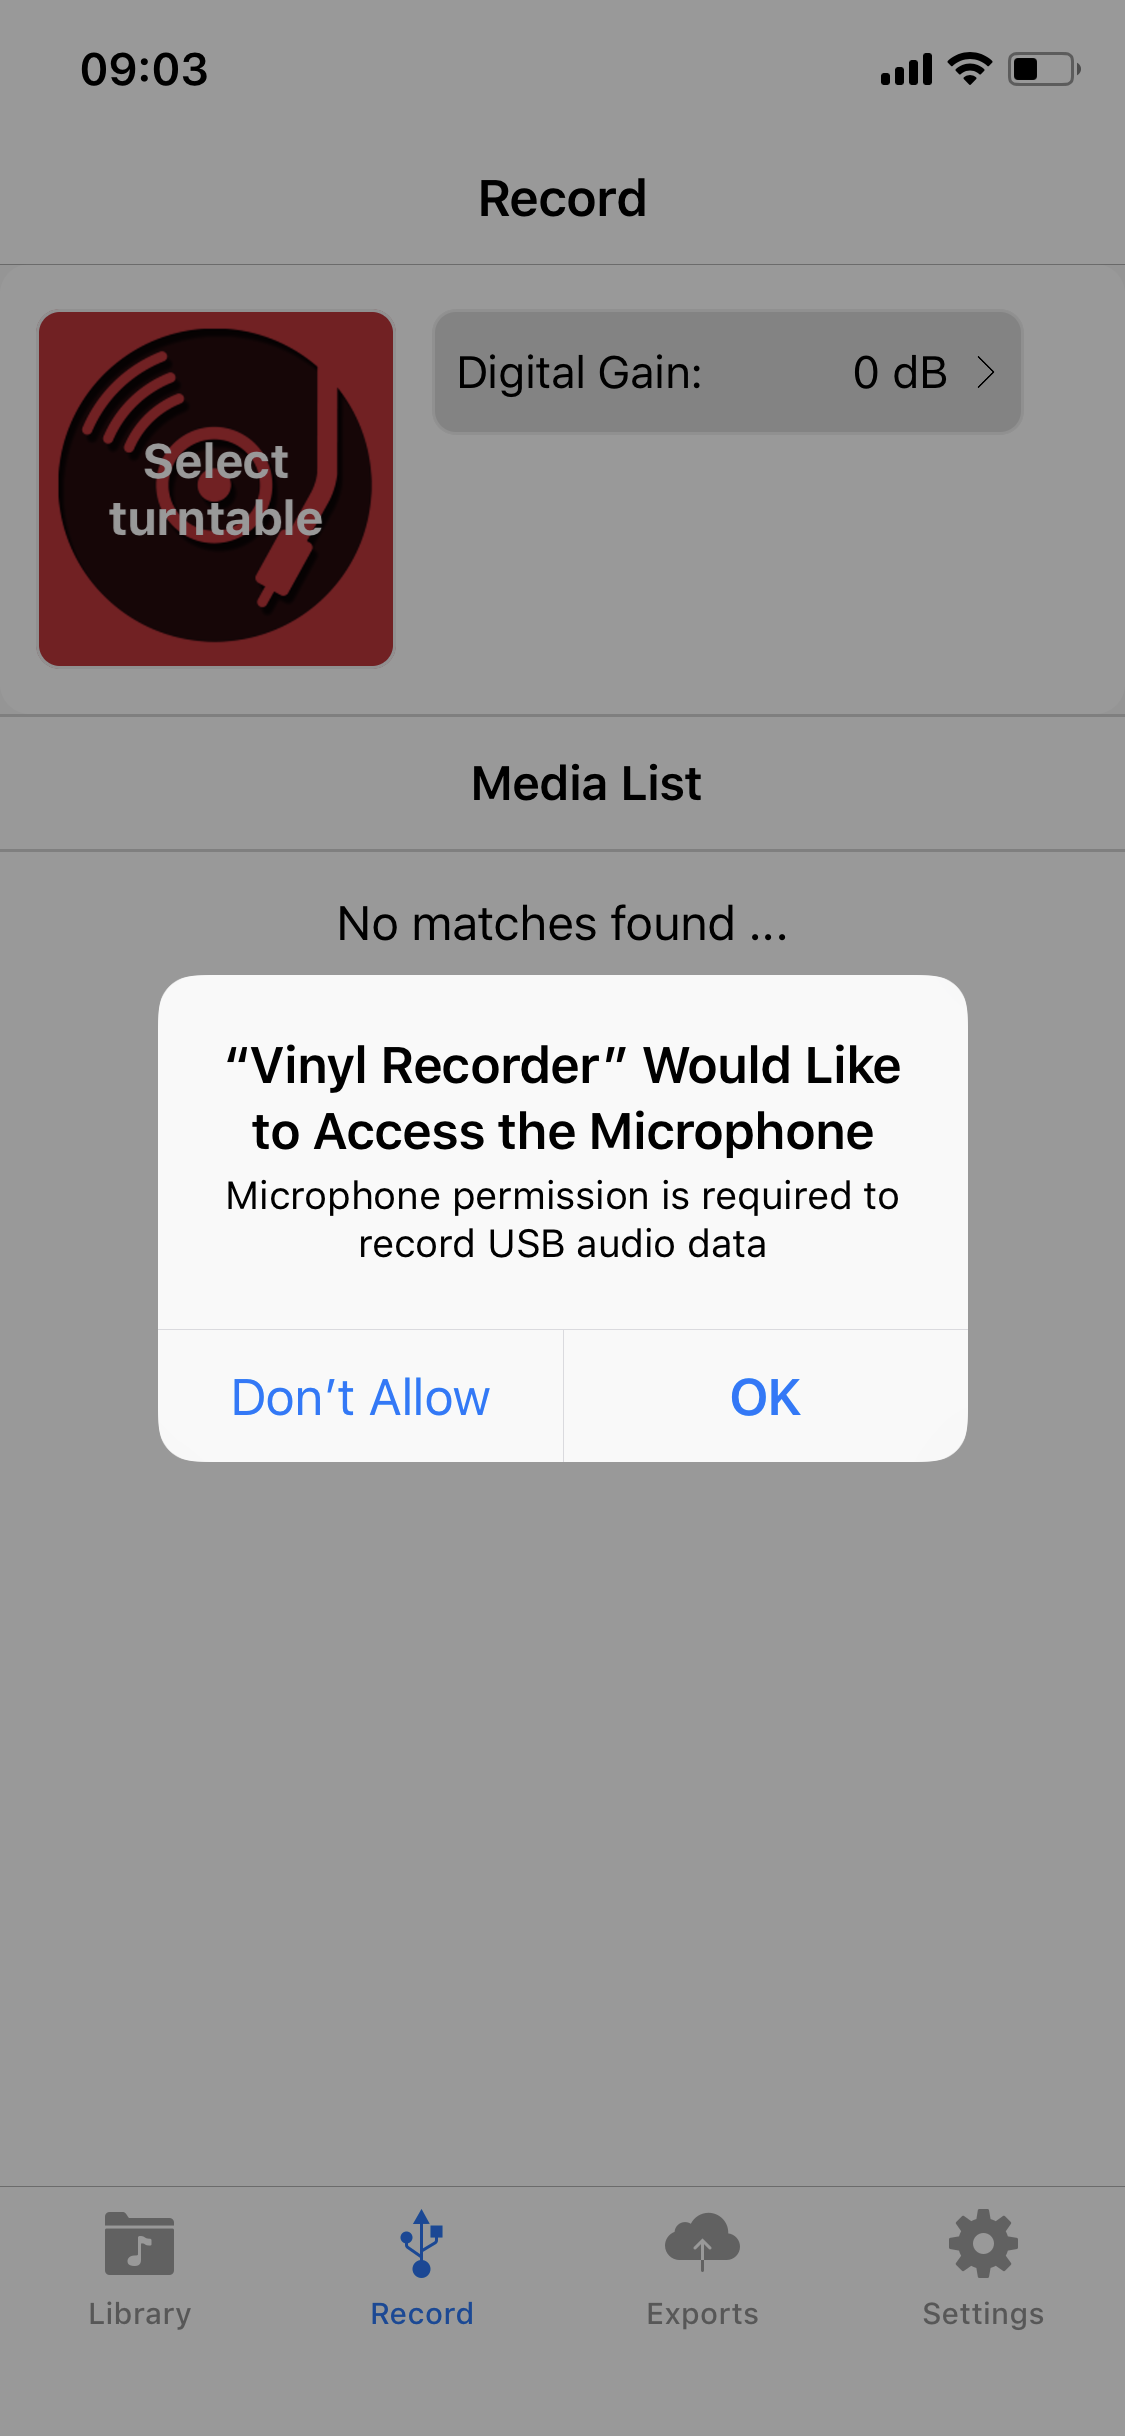 09:03
Record
Select
turntable
Digital Gain: 0 dB
Media List
No matches found ...
“Vinyl Recorder” Would Like
to Access the Microphone
Microphone permission is required to
record USB audio data
Don’t Allow OK
Library Record Exports Settings